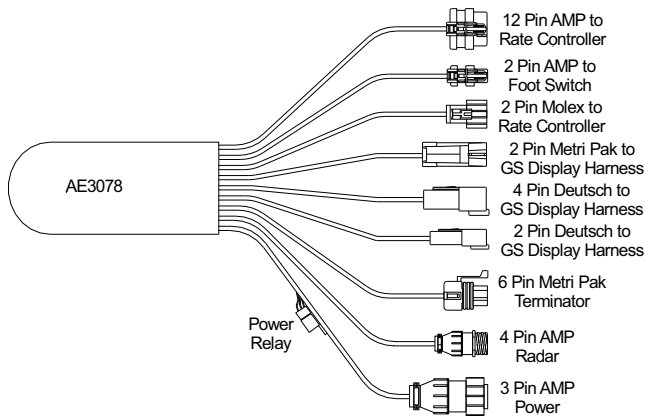 12 Pin AMP to
Rate Controller
2 Pin AMP to
Foot Switch
2 Pin Molex to
Rate Controller
2 Pin Metri Pak to
GS Display Harness
AE3078
4 Pin Deutsch to
GS Display Harness
2 Pin Deutsch to
GS Display Harness
6 Pin Metri Pak
Terminator
Power
Relay
4 Pin AMP
Radar
3 Pin AMP
Power